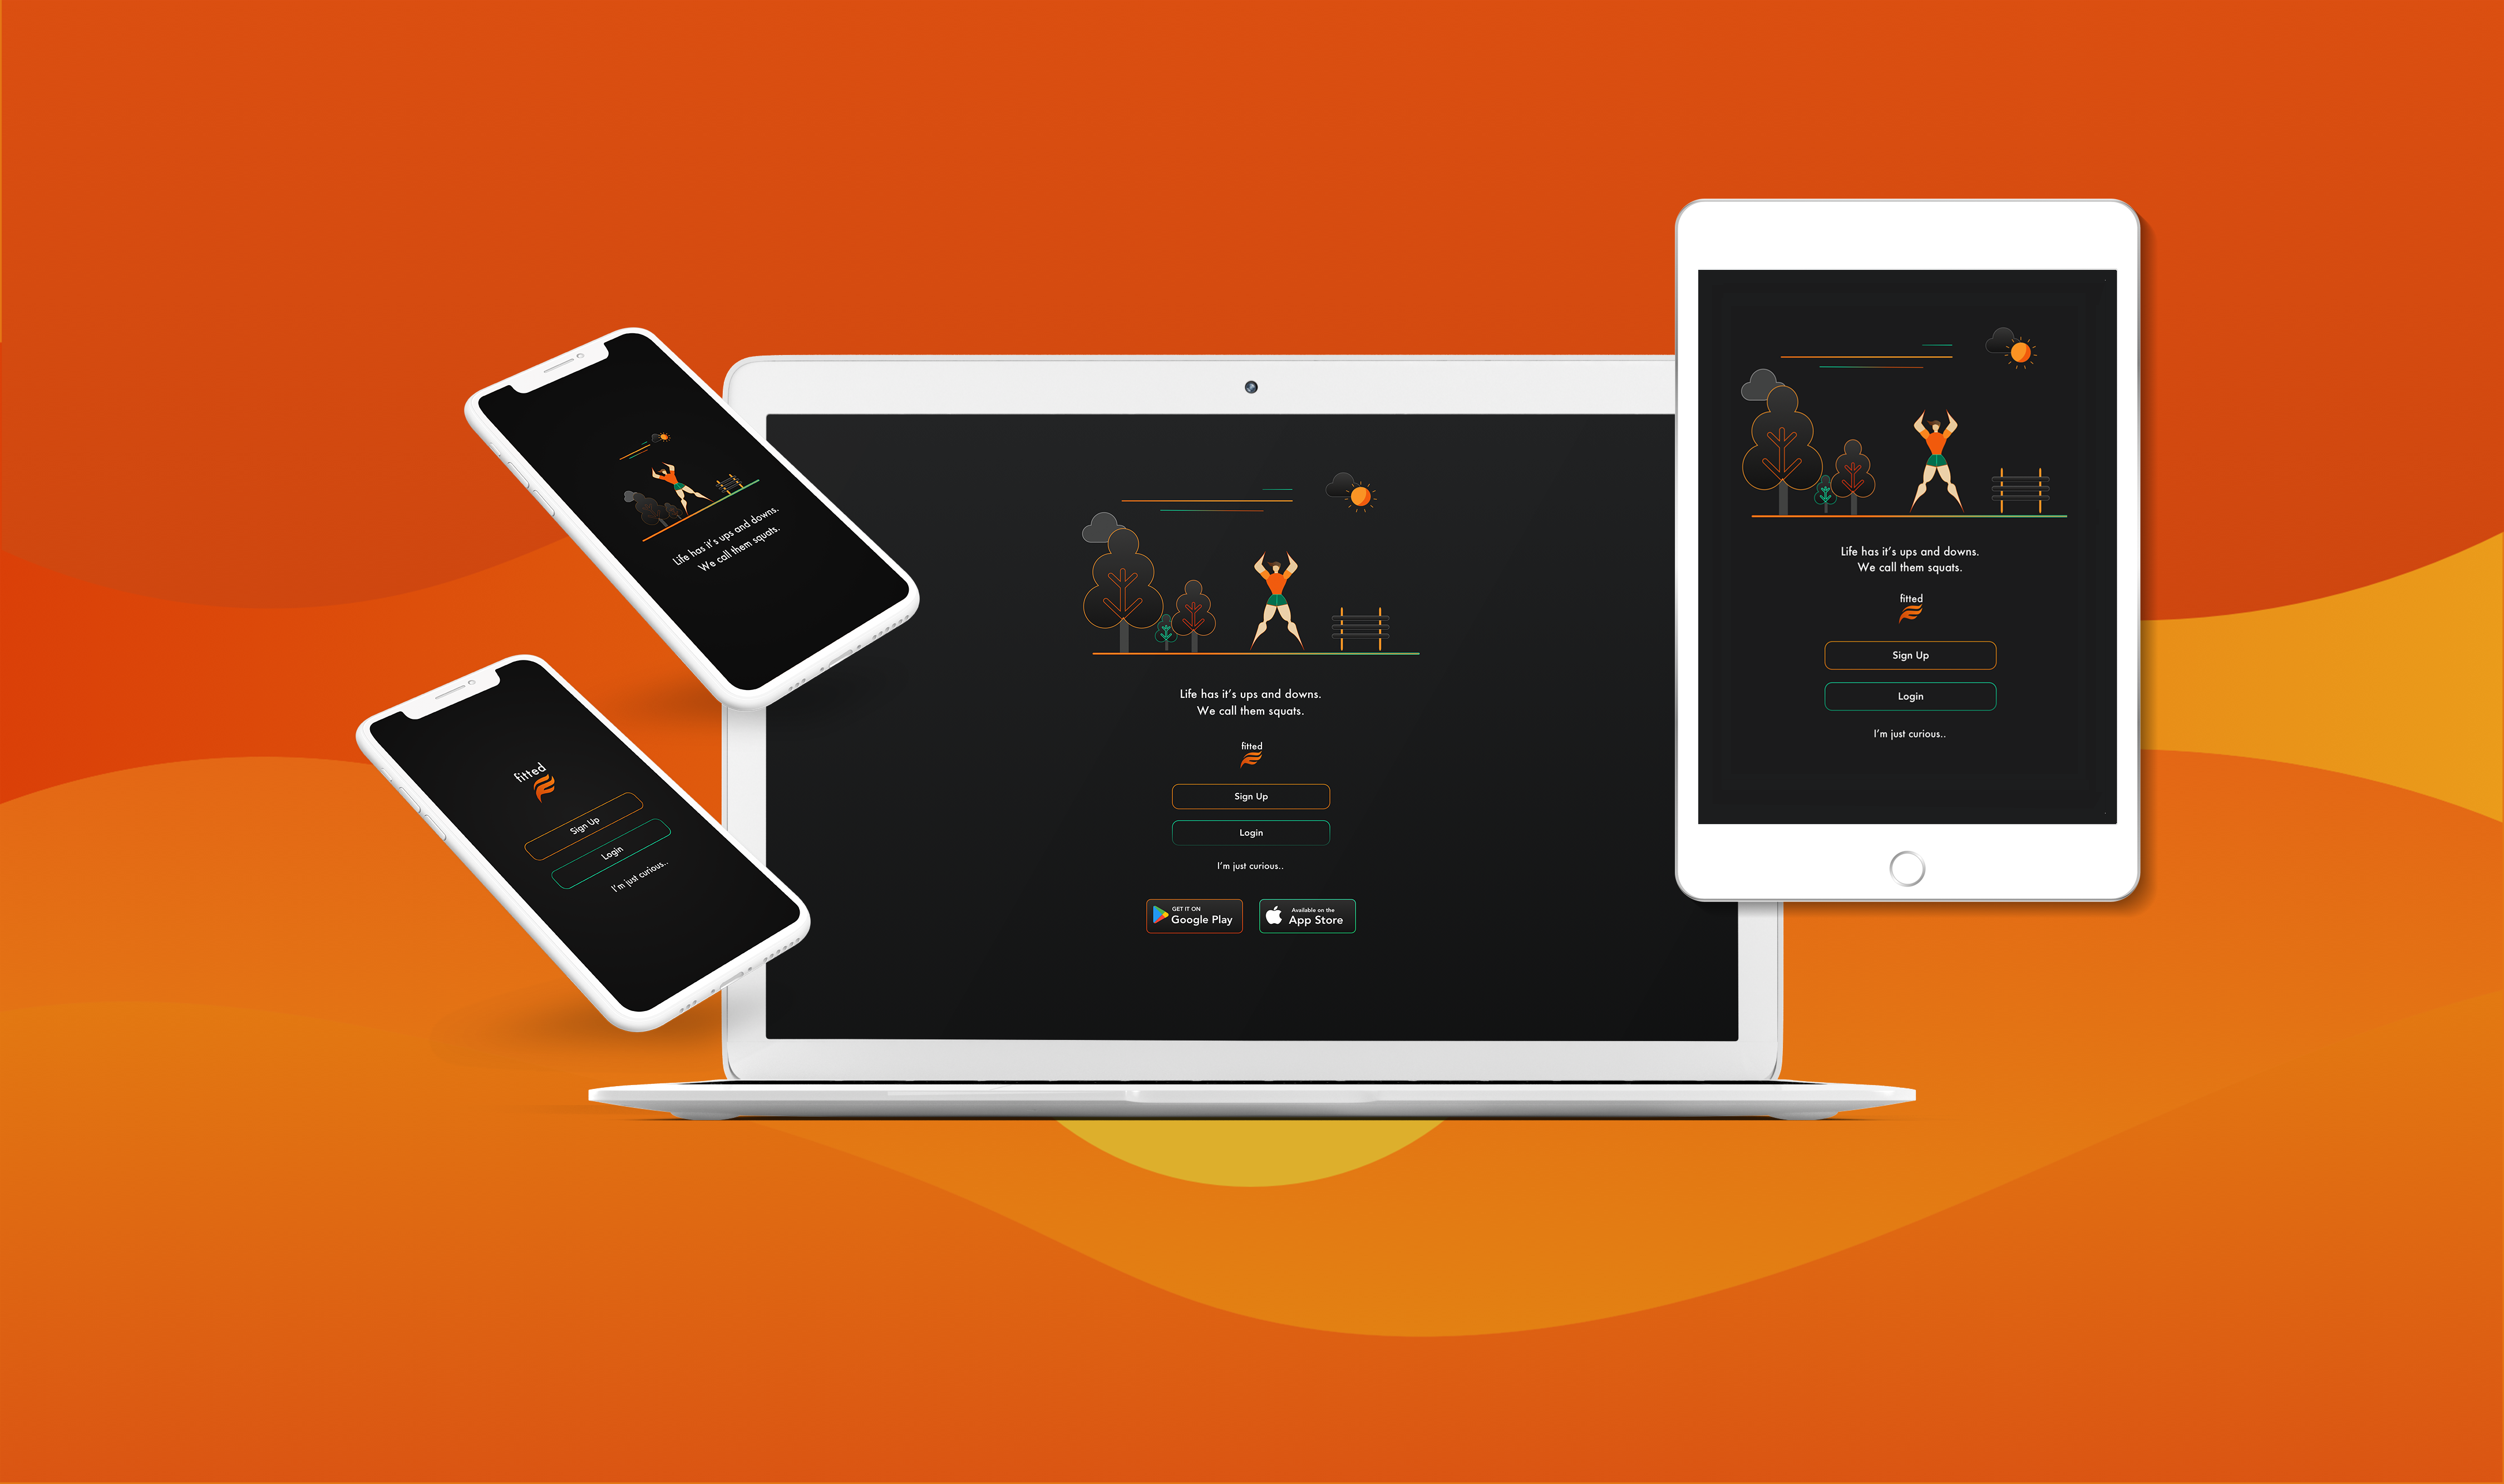 Life has it's ups and downs.
We call them squats.
fitted
Sign Up
Login
I'm just curious..
Life has it's ups and downs.
We call them squats.
fitted
Sign Up
Login
I'm just curious..
GET IT ON
Google Play
Available on the
App Store
Life has it's ups and downs.
We call them squats.
fitted
Sign Up
Login
I'm just curious..